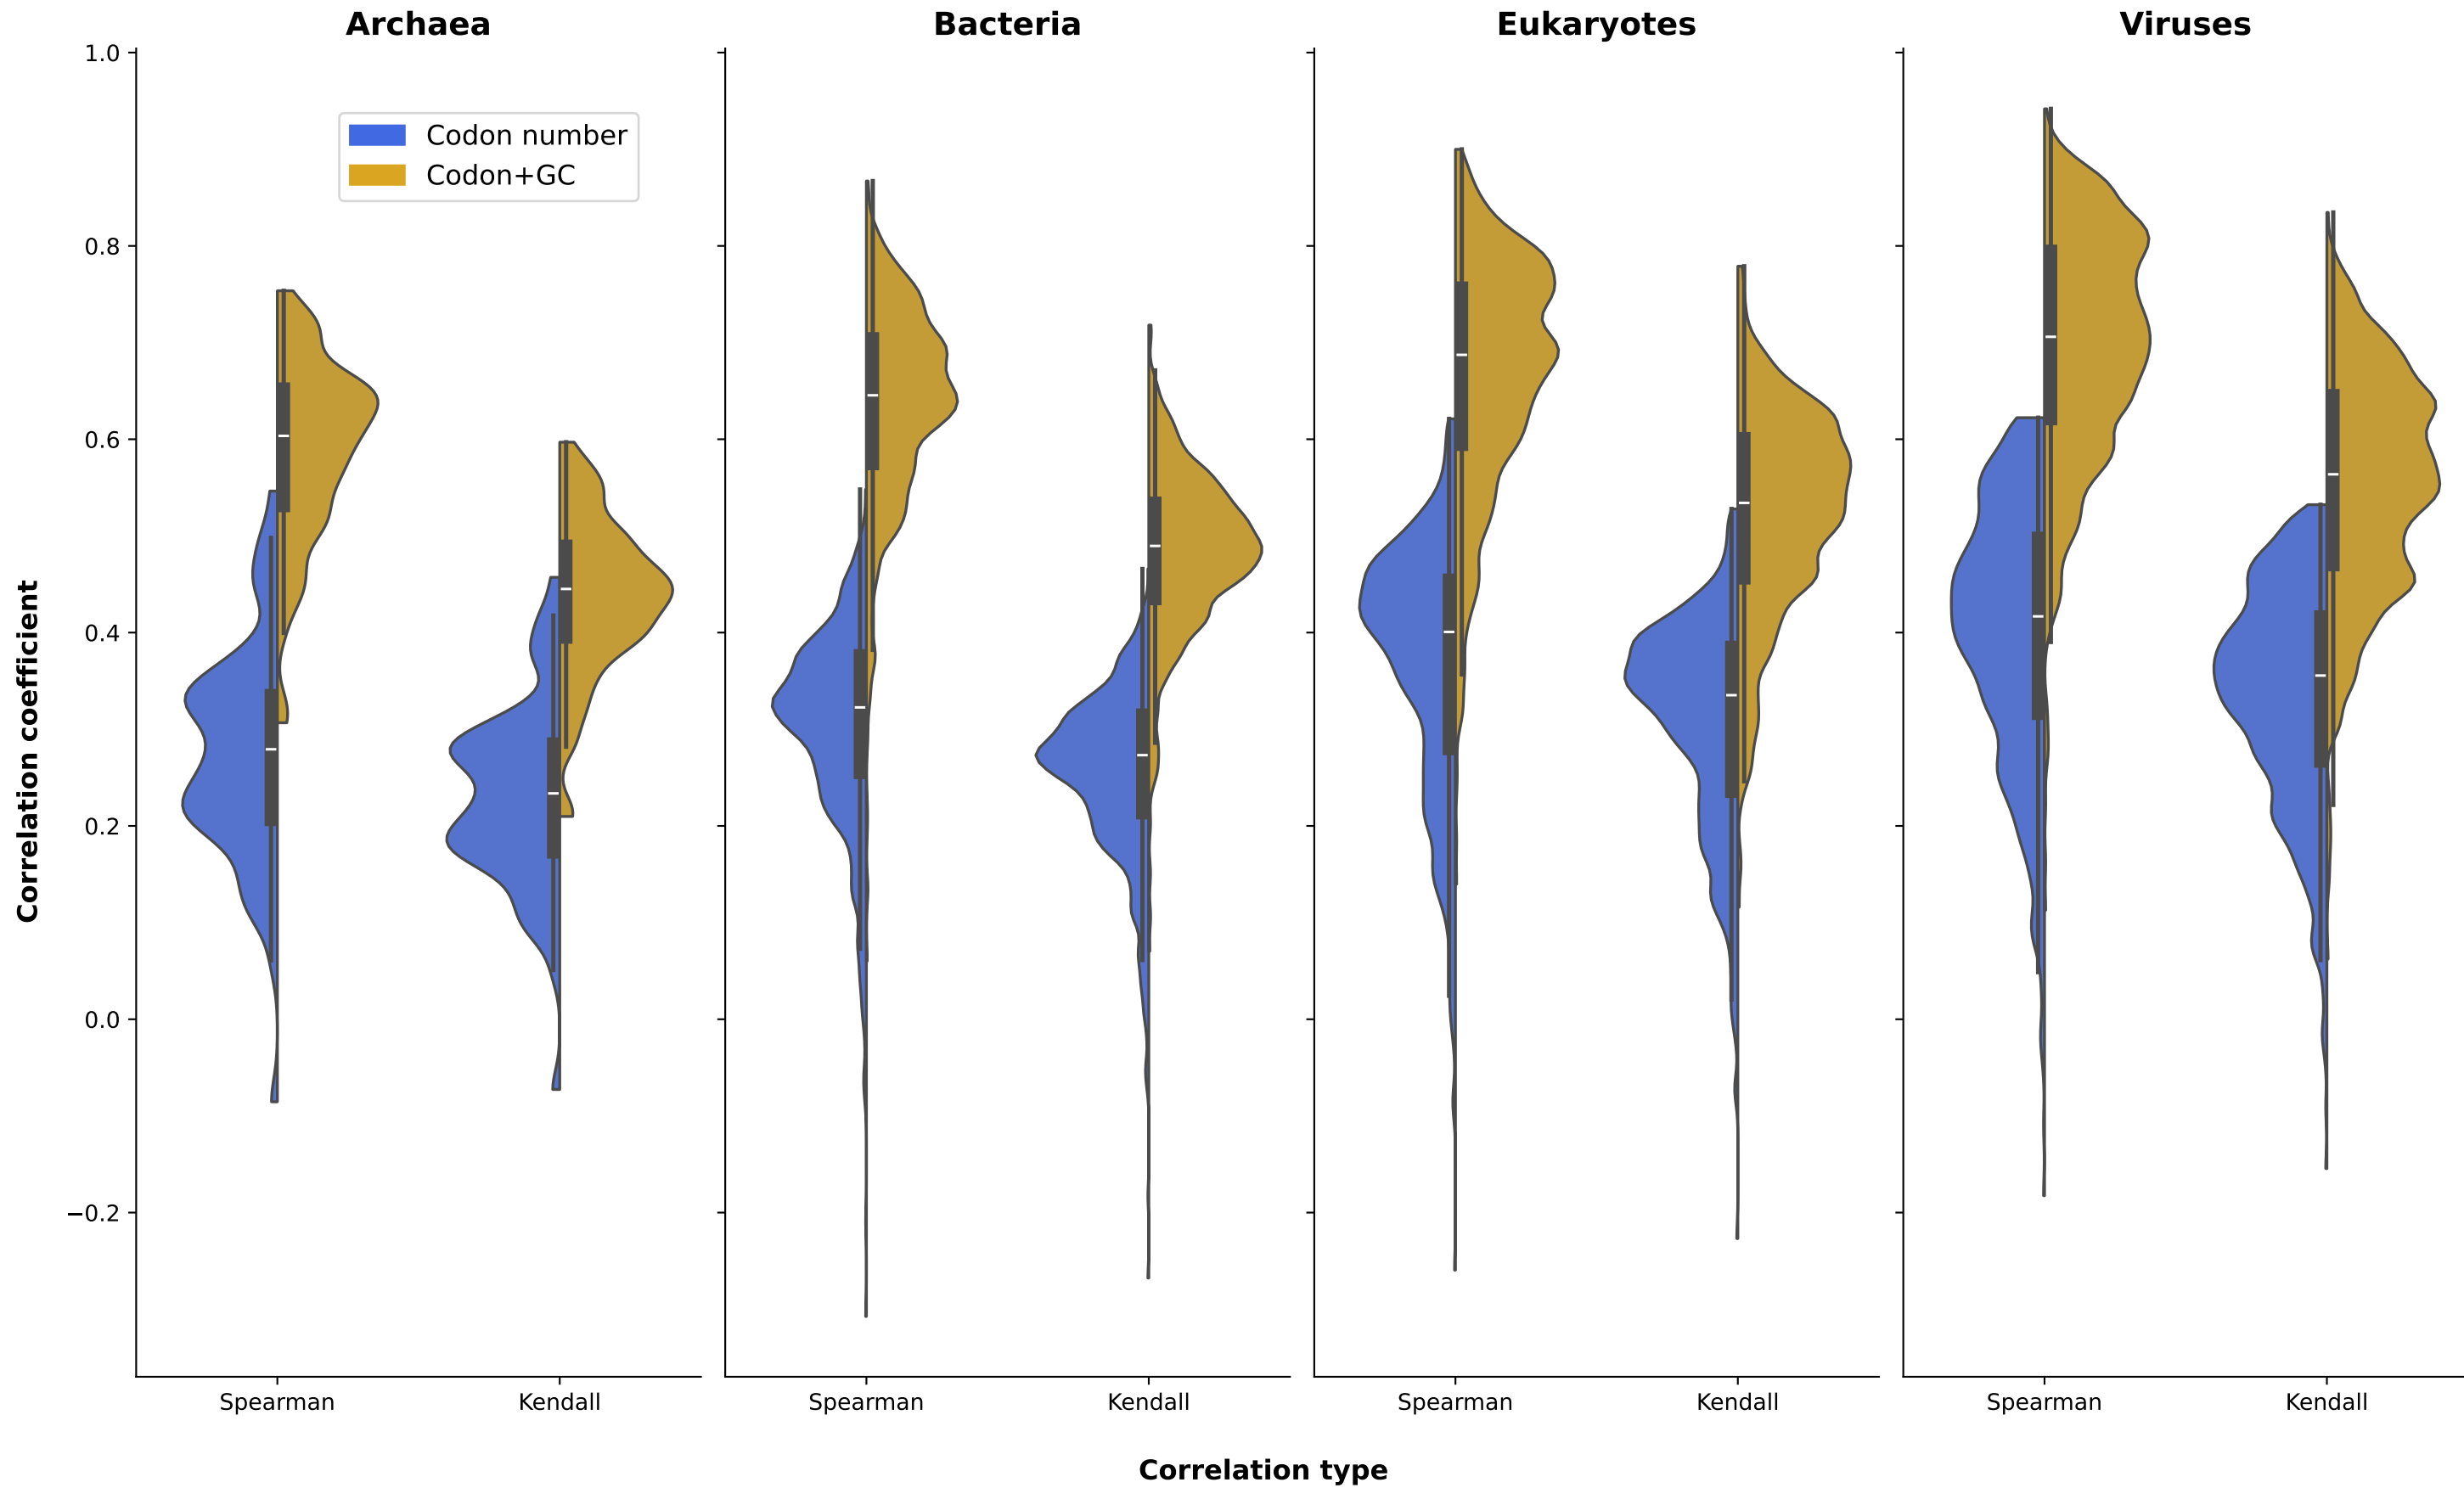 Archaea
Bacteria
Eukaryotes
Viruses
Codon number
Codon+GC
Correlation coefficient
1.0
0.8
0.6
0.4
0.2
0.0
−0.2
Spearman
Kendall
Spearman
Kendall
Spearman
Kendall
Spearman
Kendall
Correlation type